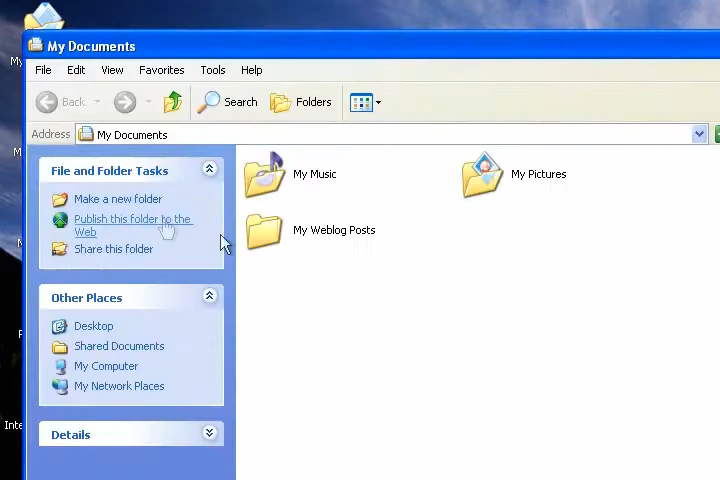 My
My Documents
File Edit View Favorites Tools Help
Back Search Folders
Address My Documents
File and Folder Tasks
My Music My Pictures
Make a new folder
Publish this folder to the
Web
My Weblog Posts
Share this folder
Other Places
Desktop
Shared Documents
My Computer
My Network Places
Inte
Details